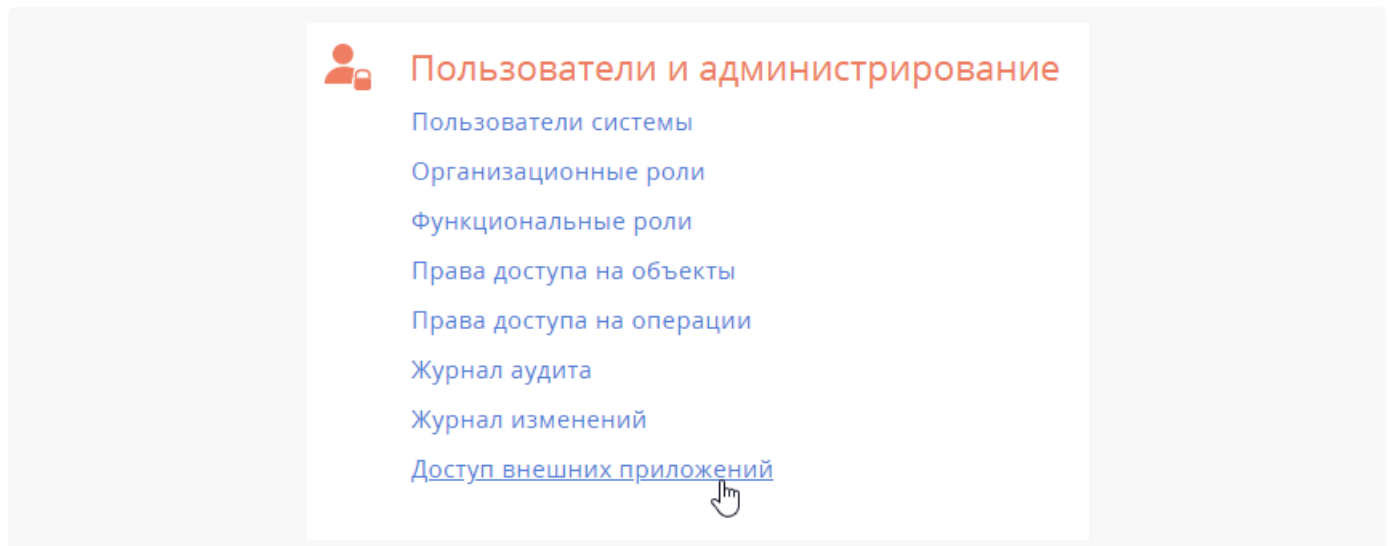 Пользователи и администрирование
Пользователи системы
Организационные роли
Функциональные роли
Права доступа на объекты
Права доступа на операции
Журнал аудита
Журнал изменений
Доступ внешних приложений